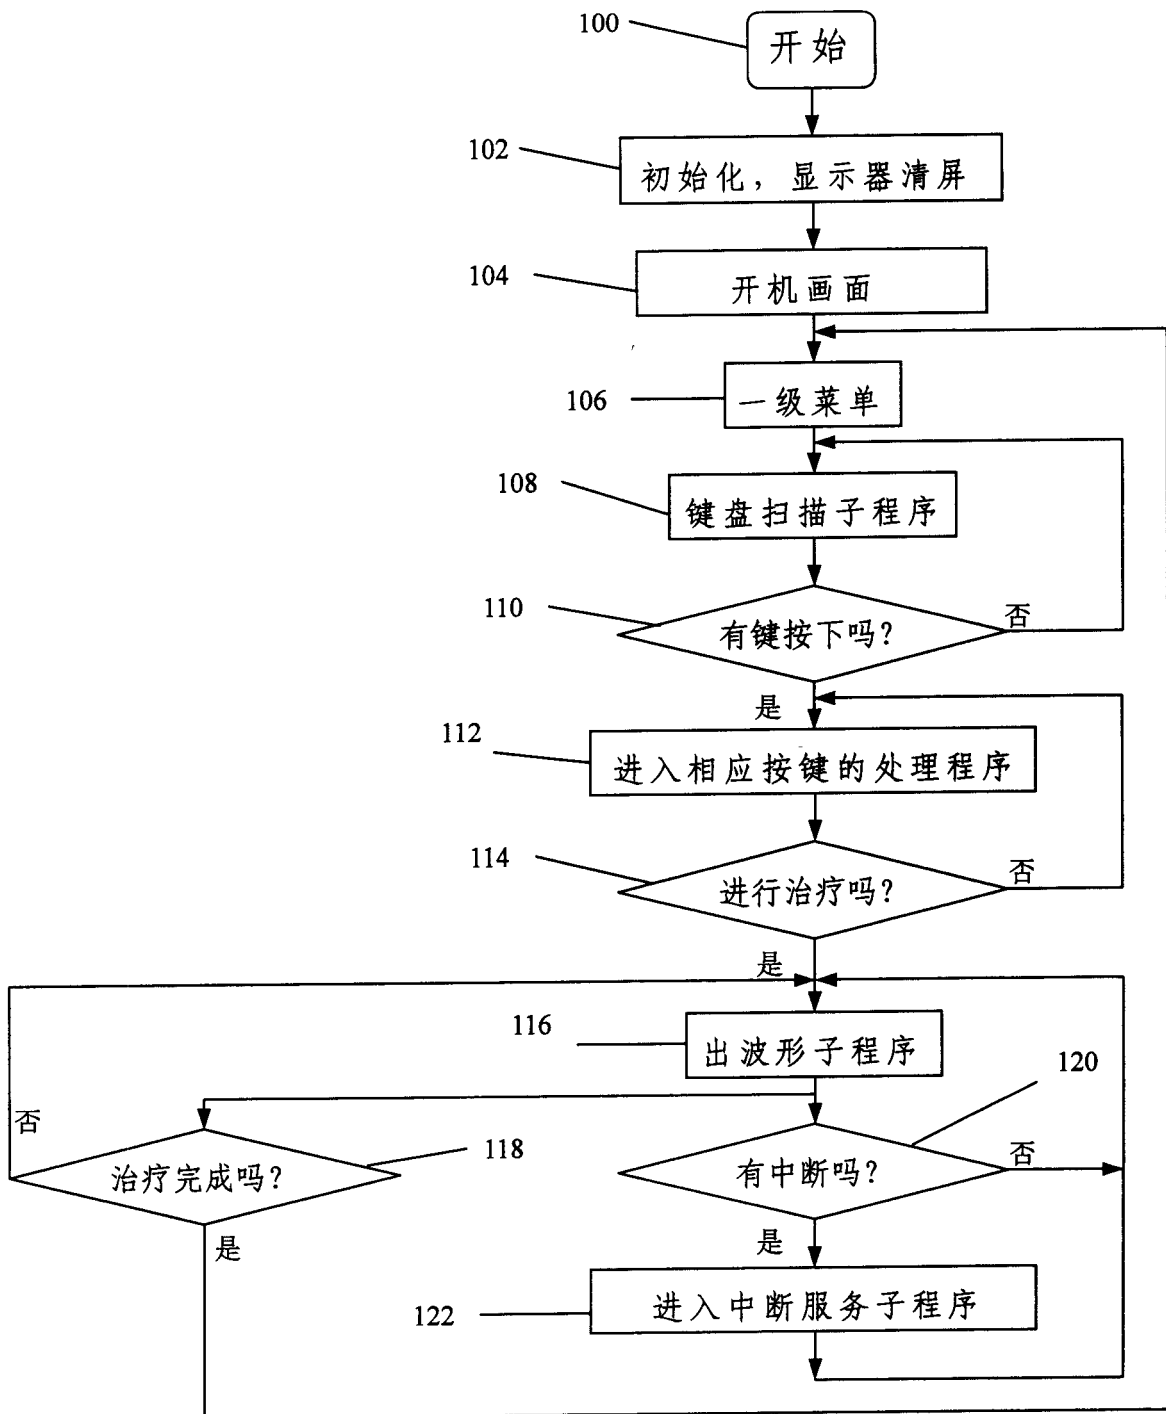 100
开始
102
初始化，显示器清屏
104
开机画面
106
一级菜单
108
键盘扫描子程序
110
有键按下吗?
否
是
112
进入相应按键的处理程序
114
进行治疗吗?
否
是
116
出波形子程序
120
否
治疗完成吗?
118
有中断吗?
否
是
是
122
进入中断服务子程序